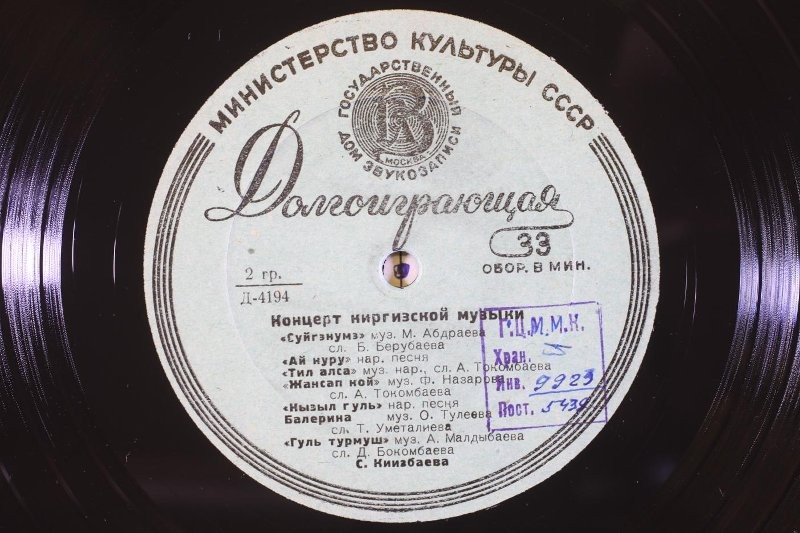 МИНИСТЕРСТВО КУЛЬТУРЫ СССР
ГОСУДАРСТВЕННЫЙ
ДОМ ЗВУКОЗАПИСИ
МОСКВА
Долгоиграющая
33
ОБОР. В МИН.
2 гр.
Д-4194
Концерт киргизской музыки
«Суйгэнумэ» муз. М. Абдраева
сл. Б. Берубаева
«Ай нуру» нар. песня
«Тил алса» муз. нар., сл. А. Токомбаева
«Жансап кой» муз. Ф. Назарова
сл. А. Токомбаева
«Кызыл гуль» нар. песня
Балерина муз. О. Тулеева
сл. Т. Уметалиева
«Гуль турмуш» муз. А. Малдыбаева
сл. Д. Бокомбаева
С. Киизбаева
Г.Ц.М.М.К.
Хран.
Инв. 9923
Пост. 5439